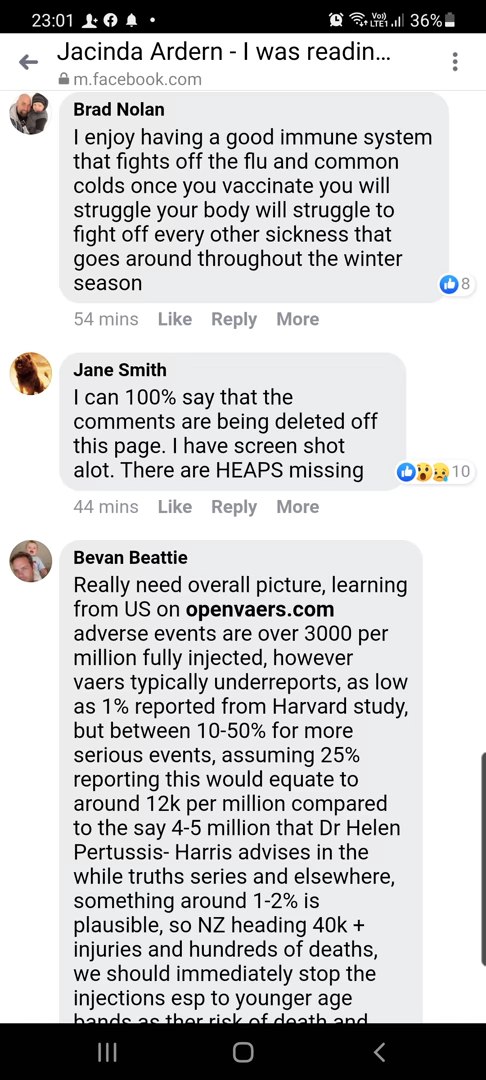 23:01
Vo)) LTE1 36%
Jacinda Ardern - I was readin...
m.facebook.com
Brad Nolan
I enjoy having a good immune system
that fights off the flu and common
colds once you vaccinate you will
struggle your body will struggle to
fight off every other sickness that
goes around throughout the winter
season
8
54 mins Like Reply More
Jane Smith
I can 100% say that the
comments are being deleted off
this page. I have screen shot
alot. There are HEAPS missing
10
44 mins Like Reply More
Bevan Beattie
Really need overall picture, learning
from US on openvaers.com
adverse events are over 3000 per
million fully injected, however
vaers typically underreports, as low
as 1% reported from Harvard study,
but between 10-50% for more
serious events, assuming 25%
reporting this would equate to
around 12k per million compared
to the say 4-5 million that Dr Helen
Pertussis- Harris advises in the
while truths series and elsewhere,
something around 1-2% is
plausible, so NZ heading 40k +
injuries and hundreds of deaths,
we should immediately stop the
injections esp to younger age
bands as ther risk of death and